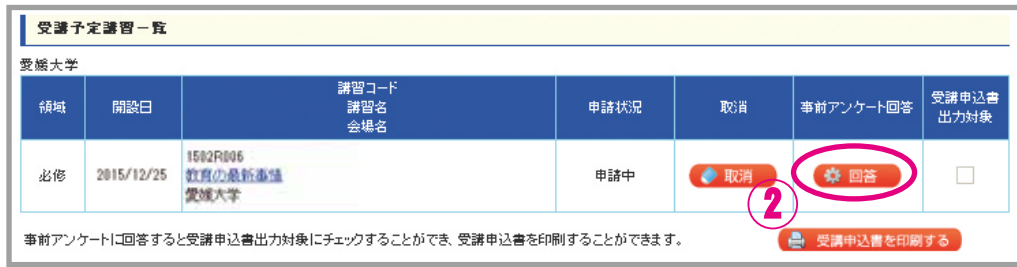 受講予定講習一覧
愛媛大学
領域 開設日 講習コード 講習名 会場名 申請状況 取消 事前アンケート回答 受講申込書出力対象
必修 2015/12/25 1502R006 教育の最新事情 愛媛大学 申請中 取消 回答
2
事前アンケートに回答すると受講申込書出力対象にチェックすることができ、受講申込書を印刷することができます。 受講申込書を印刷する